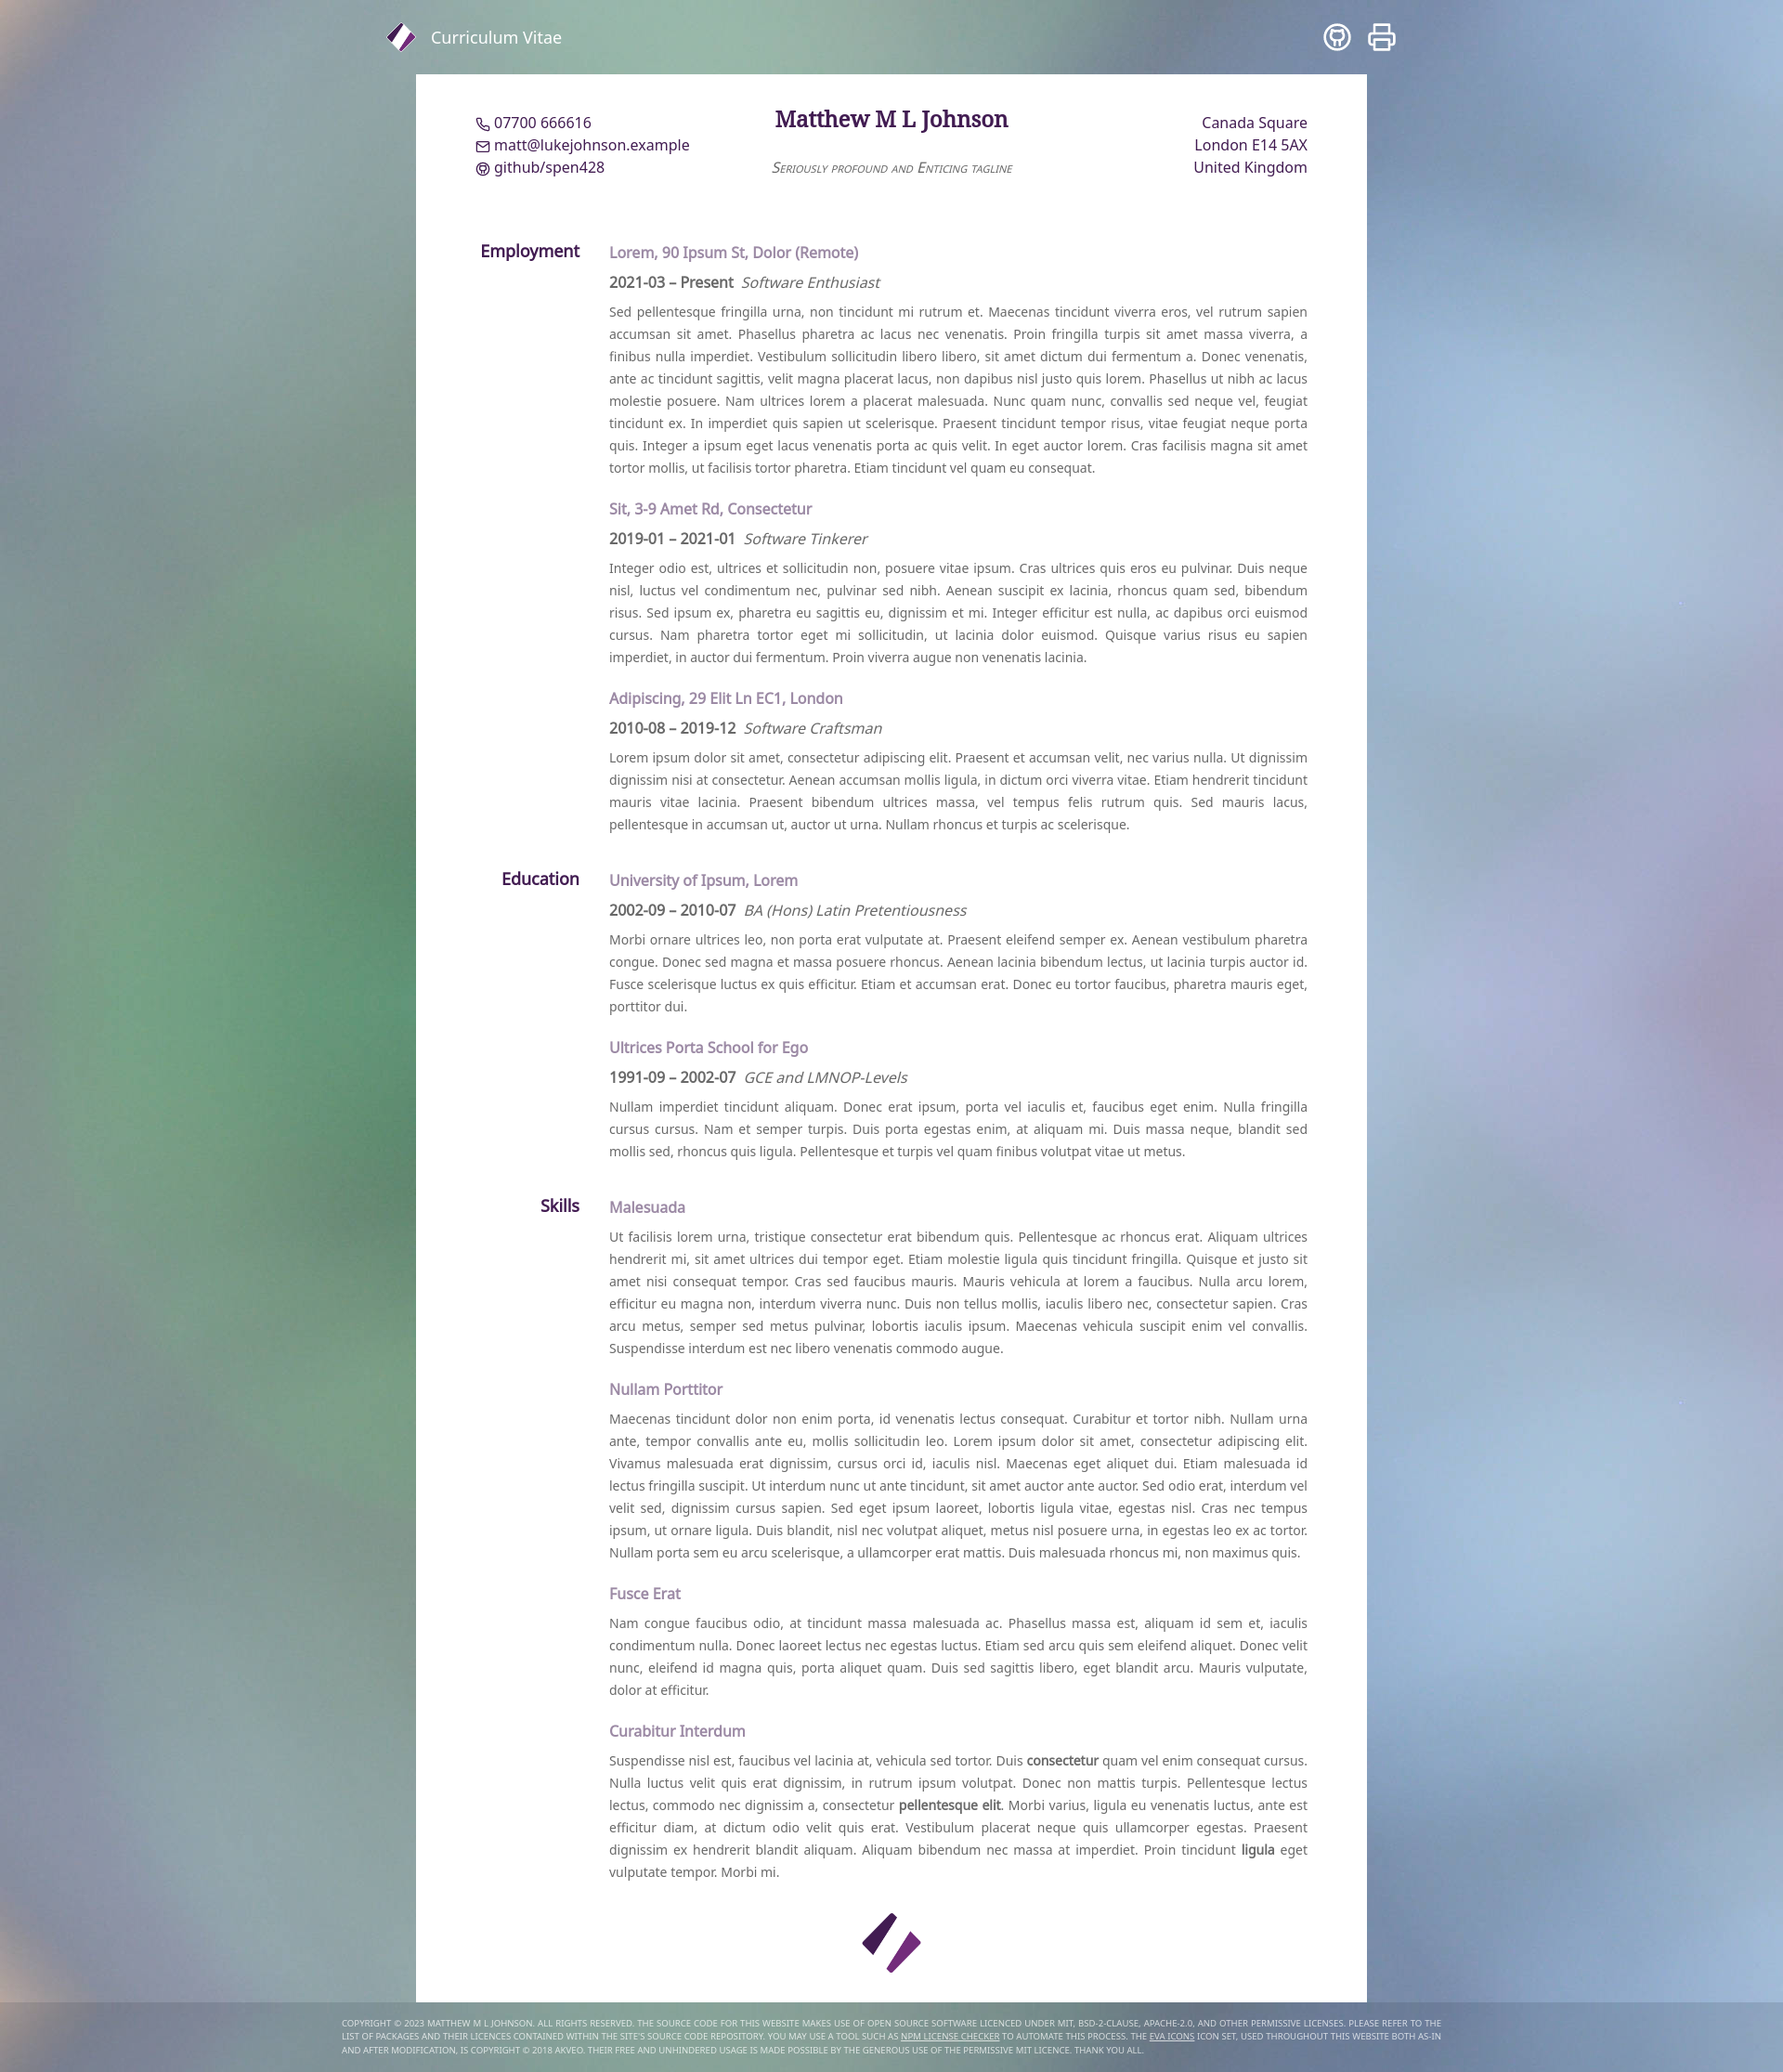 Curriculum Vitae
07700 666616
matt@lukejohnson.example
github/spen428
Matthew M L Johnson
Seriously profound and Enticing tagline
Canada Square
London E14 5AX
United Kingdom
Employment
Lorem, 90 Ipsum St, Dolor (Remote)
2021-03 – Present Software Enthusiast
Sed pellentesque fringilla urna, non tincidunt mi rutrum et. Maecenas tincidunt viverra eros, vel rutrum sapien
accumsan sit amet. Phasellus pharetra ac lacus nec venenatis. Proin fringilla turpis sit amet massa viverra, a
finibus nulla imperdiet. Vestibulum sollicitudin libero libero, sit amet dictum dui fermentum a. Donec venenatis,
ante ac tincidunt sagittis, velit magna placerat lacus, non dapibus nisl justo quis lorem. Phasellus ut nibh ac lacus
molestie posuere. Nam ultrices lorem a placerat malesuada. Nunc quam nunc, convallis sed neque vel, feugiat
tincidunt ex. In imperdiet quis sapien ut scelerisque. Praesent tincidunt tempor risus, vitae feugiat neque porta
quis. Integer a ipsum eget lacus venenatis porta ac quis velit. In eget auctor lorem. Cras facilisis magna sit amet
tortor mollis, ut facilisis tortor pharetra. Etiam tincidunt vel quam eu consequat.
Sit, 3-9 Amet Rd, Consectetur
2019-01 – 2021-01 Software Tinkerer
Integer odio est, ultrices et sollicitudin non, posuere vitae ipsum. Cras ultrices quis eros eu pulvinar. Duis neque
nisl, luctus vel condimentum nec, pulvinar sed nibh. Aenean suscipit ex lacinia, rhoncus quam sed, bibendum
risus. Sed ipsum ex, pharetra eu sagittis eu, dignissim et mi. Integer efficitur est nulla, ac dapibus orci euismod
cursus. Nam pharetra tortor eget mi sollicitudin, ut lacinia dolor euismod. Quisque varius risus eu sapien
imperdiet, in auctor dui fermentum. Proin viverra augue non venenatis lacinia.
Adipiscing, 29 Elit Ln EC1, London
2010-08 – 2019-12 Software Craftsman
Lorem ipsum dolor sit amet, consectetur adipiscing elit. Praesent et accumsan velit, nec varius nulla. Ut dignissim
dignissim nisi at consectetur. Aenean accumsan mollis ligula, in dictum orci viverra vitae. Etiam hendrerit tincidunt
mauris vitae lacinia. Praesent bibendum ultrices massa, vel tempus felis rutrum quis. Sed mauris lacus,
pellentesque in accumsan ut, auctor ut urna. Nullam rhoncus et turpis ac scelerisque.
Education
University of Ipsum, Lorem
2002-09 – 2010-07 BA (Hons) Latin Pretentiousness
Morbi ornare ultrices leo, non porta erat vulputate at. Praesent eleifend semper ex. Aenean vestibulum pharetra
congue. Donec sed magna et massa posuere rhoncus. Aenean lacinia bibendum lectus, ut lacinia turpis auctor id.
Fusce scelerisque luctus ex quis efficitur. Etiam et accumsan erat. Donec eu tortor faucibus, pharetra mauris eget,
porttitor dui.
Ultrices Porta School for Ego
1991-09 – 2002-07 GCE and LMNOP-Levels
Nullam imperdiet tincidunt aliquam. Donec erat ipsum, porta vel iaculis et, faucibus eget enim. Nulla fringilla
cursus cursus. Nam et semper turpis. Duis porta egestas enim, at aliquam mi. Duis massa neque, blandit sed
mollis sed, rhoncus quis ligula. Pellentesque et turpis vel quam finibus volutpat vitae ut metus.
Skills
Malesuada
Ut facilisis lorem urna, tristique consectetur erat bibendum quis. Pellentesque ac rhoncus erat. Aliquam ultrices
hendrerit mi, sit amet ultrices dui tempor eget. Etiam molestie ligula quis tincidunt fringilla. Quisque et justo sit
amet nisi consequat tempor. Cras sed faucibus mauris. Mauris vehicula at lorem a faucibus. Nulla arcu lorem,
efficitur eu magna non, interdum viverra nunc. Duis non tellus mollis, iaculis libero nec, consectetur sapien. Cras
arcu metus, semper sed metus pulvinar, lobortis iaculis ipsum. Maecenas vehicula suscipit enim vel convallis.
Suspendisse interdum est nec libero venenatis commodo augue.
Nullam Porttitor
Maecenas tincidunt dolor non enim porta, id venenatis lectus consequat. Curabitur et tortor nibh. Nullam urna
ante, tempor convallis ante eu, mollis sollicitudin leo. Lorem ipsum dolor sit amet, consectetur adipiscing elit.
Vivamus malesuada erat dignissim, cursus orci id, iaculis nisl. Maecenas eget aliquet dui. Etiam malesuada id
lectus fringilla suscipit. Ut interdum nunc ut ante tincidunt, sit amet auctor ante auctor. Sed odio erat, interdum vel
velit sed, dignissim cursus sapien. Sed eget ipsum laoreet, lobortis ligula vitae, egestas nisl. Cras nec tempus
ipsum, ut ornare ligula. Duis blandit, nisl nec volutpat aliquet, metus nisl posuere urna, in egestas leo ex ac tortor.
Nullam porta sem eu arcu scelerisque, a ullamcorper erat mattis. Duis malesuada rhoncus mi, non maximus quis.
Fusce Erat
Nam congue faucibus odio, at tincidunt massa malesuada ac. Phasellus massa est, aliquam id sem et, iaculis
condimentum nulla. Donec laoreet lectus nec egestas luctus. Etiam sed arcu quis sem eleifend aliquet. Donec velit
nunc, eleifend id magna quis, porta aliquet quam. Duis sed sagittis libero, eget blandit arcu. Mauris vulputate,
dolor at efficitur.
Curabitur Interdum
Suspendisse nisl est, faucibus vel lacinia at, vehicula sed tortor. Duis consectetur quam vel enim consequat cursus.
Nulla luctus velit quis erat dignissim, in rutrum ipsum volutpat. Donec non mattis turpis. Pellentesque lectus
lectus, commodo nec dignissim a, consectetur pellentesque elit. Morbi varius, ligula eu venenatis luctus, ante est
efficitur diam, at dictum odio velit quis erat. Vestibulum placerat neque quis ullamcorper egestas. Praesent
dignissim ex hendrerit blandit aliquam. Aliquam bibendum nec massa at imperdiet. Proin tincidunt ligula eget
vulputate tempor. Morbi mi.
COPYRIGHT © 2023 MATTHEW M L JOHNSON. ALL RIGHTS RESERVED. THE SOURCE CODE FOR THIS WEBSITE MAKES USE OF OPEN SOURCE SOFTWARE LICENCED UNDER MIT, BSD-2-CLAUSE, APACHE-2.0, AND OTHER PERMISSIVE LICENSES. PLEASE REFER TO THE
LIST OF PACKAGES AND THEIR LICENCES CONTAINED WITHIN THE SITE'S SOURCE CODE REPOSITORY. YOU MAY USE A TOOL SUCH AS NPM LICENSE CHECKER TO AUTOMATE THIS PROCESS. THE EVA ICONS ICON SET, USED THROUGHOUT THIS WEBSITE BOTH AS-IN
AND AFTER MODIFICATION, IS COPYRIGHT © 2018 AKVEO. THEIR FREE AND UNHINDERED USAGE IS MADE POSSIBLE BY THE GENEROUS USE OF THE PERMISSIVE MIT LICENCE. THANK YOU ALL.